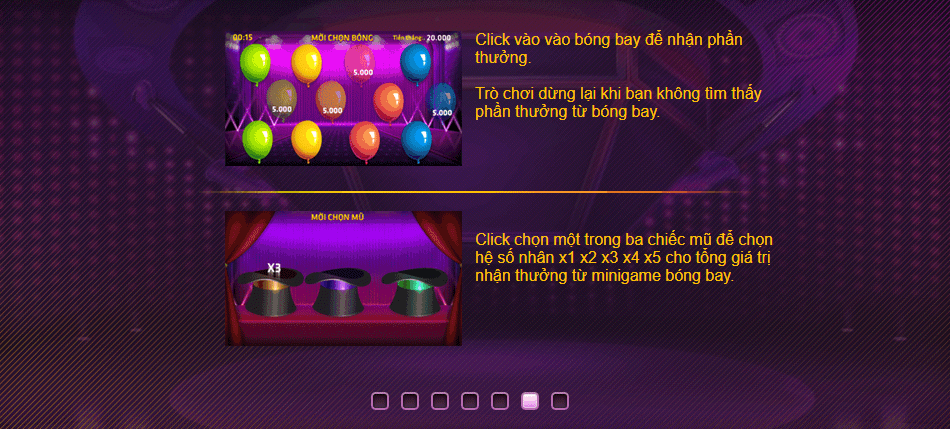 00:15 MỜI CHỌN BÓNG Tiền thắng: 20.000
5.000
5.000 5.000 5.000
Click vào vào bóng bay để nhận phần
thưởng.
Trò chơi dừng lại khi bạn không tìm thấy
phần thưởng từ bóng bay.
MỜI CHỌN MŨ
X3
Click chọn một trong ba chiếc mũ để chọn
hệ số nhân x1 x2 x3 x4 x5 cho tổng giá trị
nhận thưởng từ minigame bóng bay.